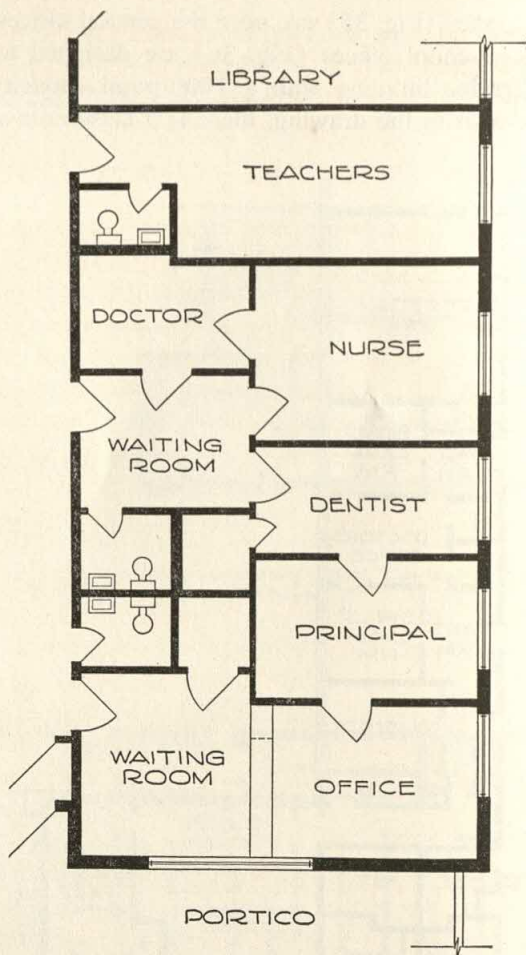 LIBRARY
TEACHERS
DOCTOR
NURSE
WAITING
ROOM
DENTIST
PRINCIPAL
WAITING
ROOM
OFFICE
PORTICO